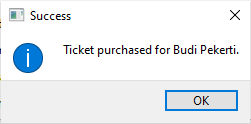 Success
Ticket purchased for Budi Pekerti.
OK